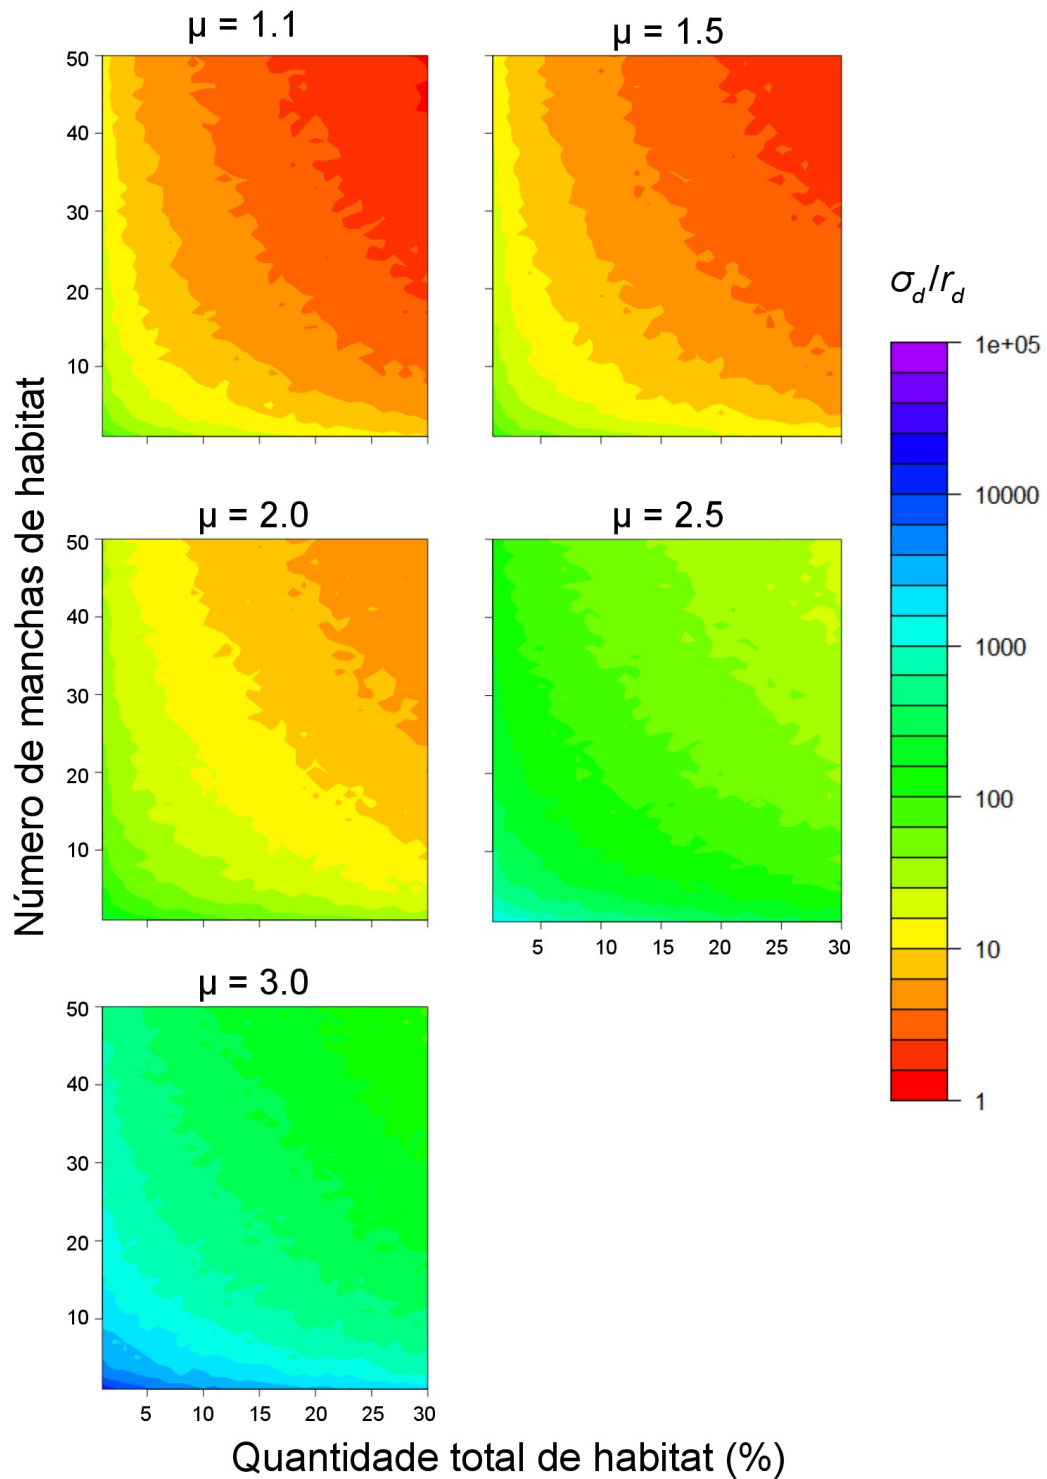 μ = 1.1
μ = 1.5
50
40
30
20
10
σd/rd
1e+05
10000
1000
100
10
1
Número de manchas de habitat
μ = 2.0
μ = 2.5
50
40
30
20
10
5 10 15 20 25 30
μ = 3.0
50
40
30
20
10
5 10 15 20 25 30
Quantidade total de habitat (%)